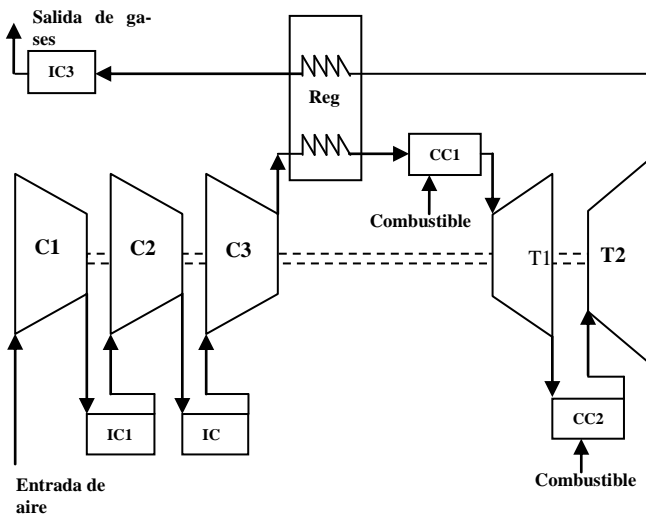 Salida de ga-
ses
IC3
Reg
CC1
Combustible
C1
C2
C3
T1
T2
IC1
IC
CC2
Entrada de
aire
Combustible